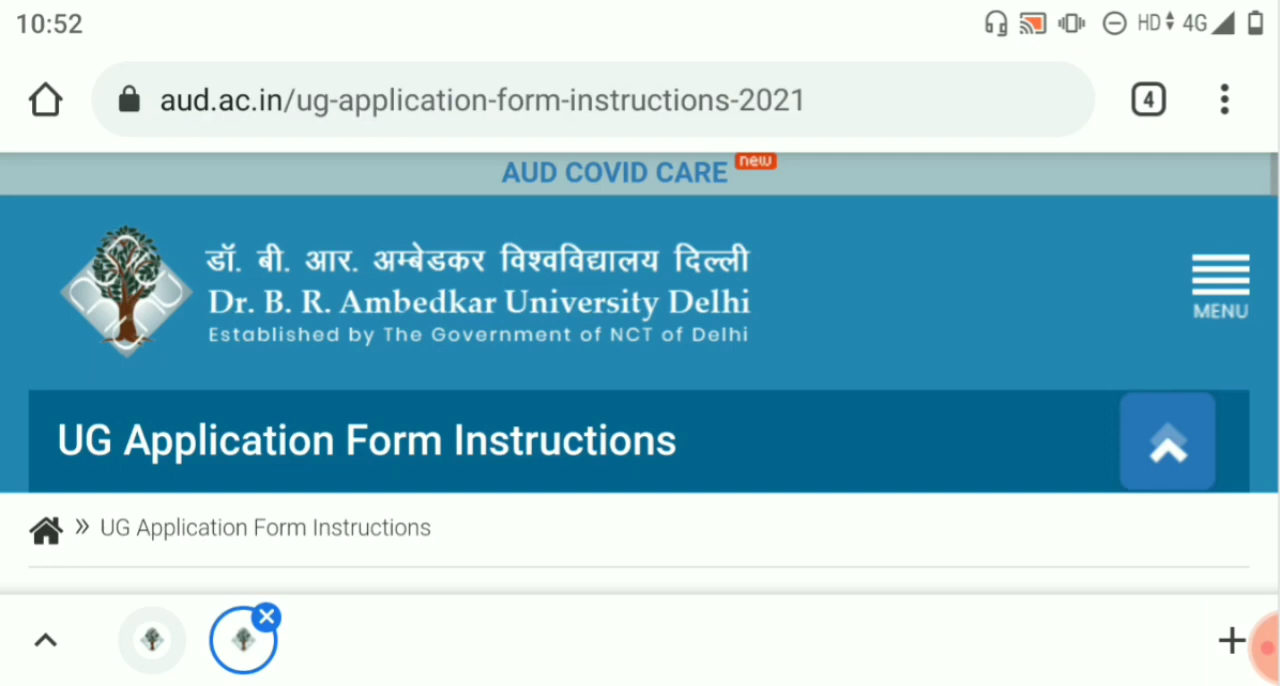 10:52
HD 4G
aud.ac.in/ug-application-form-instructions-2021
4
AUD COVID CARE new
डॉ. बी. आर. अम्बेडकर विश्वविद्यालय दिल्ली
Dr. B. R. Ambedkar University Delhi
Established by The Government of NCT of Delhi
MENU
UG Application Form Instructions
» UG Application Form Instructions